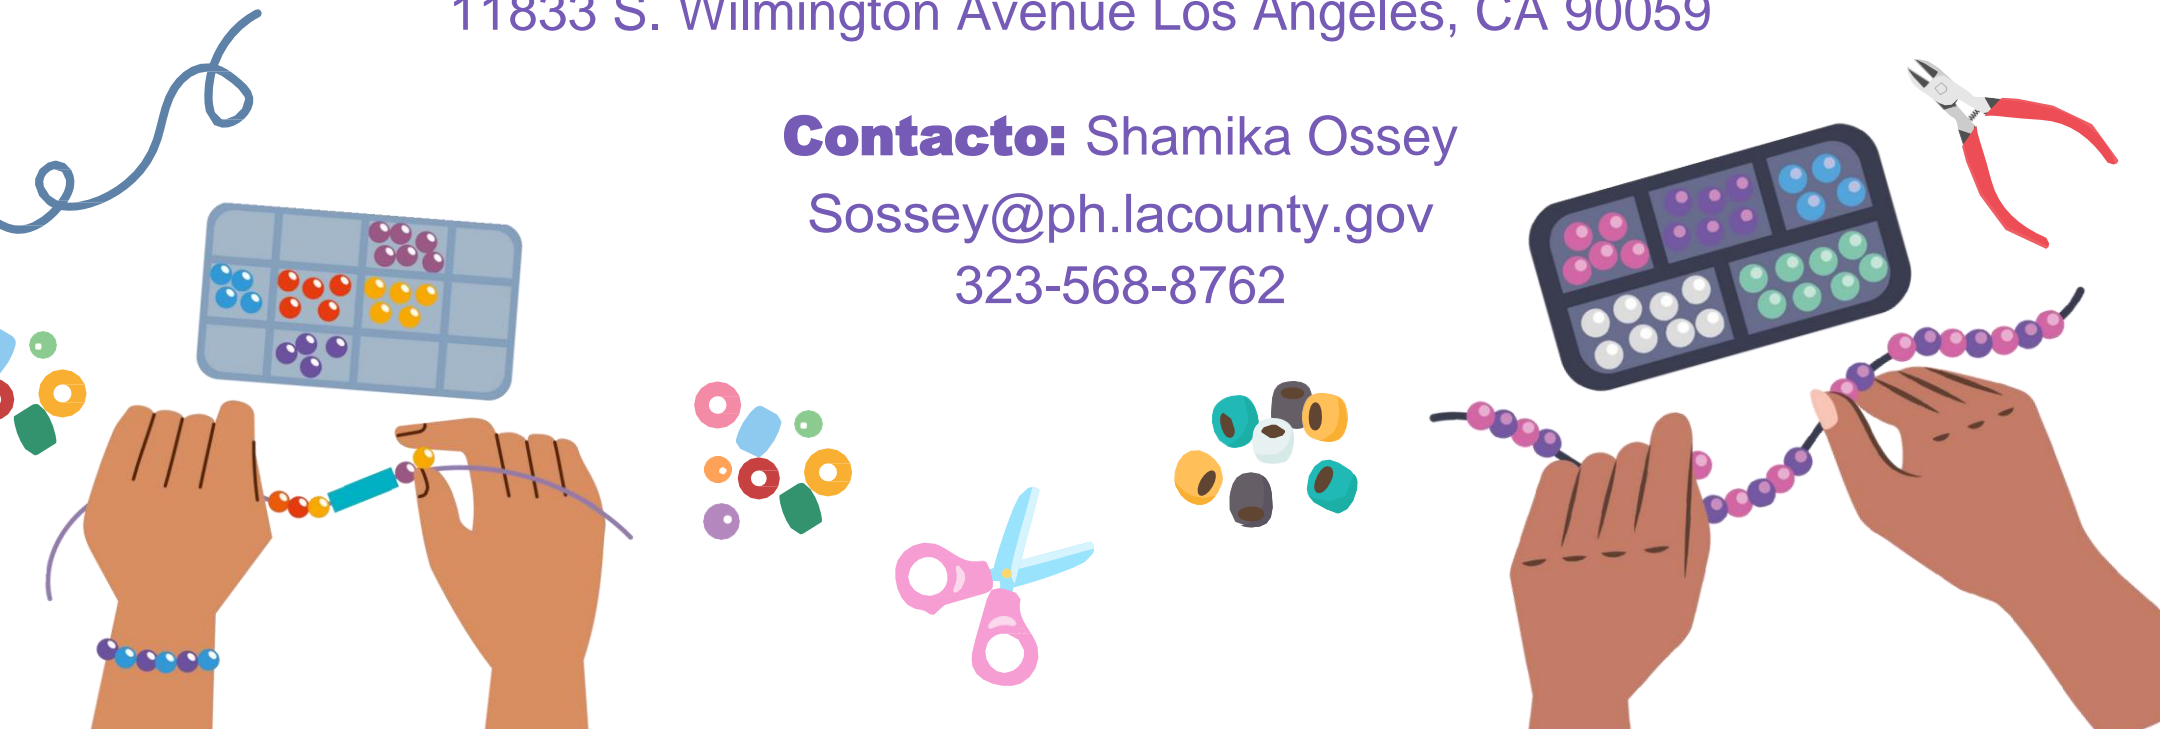 11833 S. Wilmington Avenue Los Angeles, CA 90059
Contacto: Shamika Ossey
Sossey@ph.lacounty.gov
323-568-8762